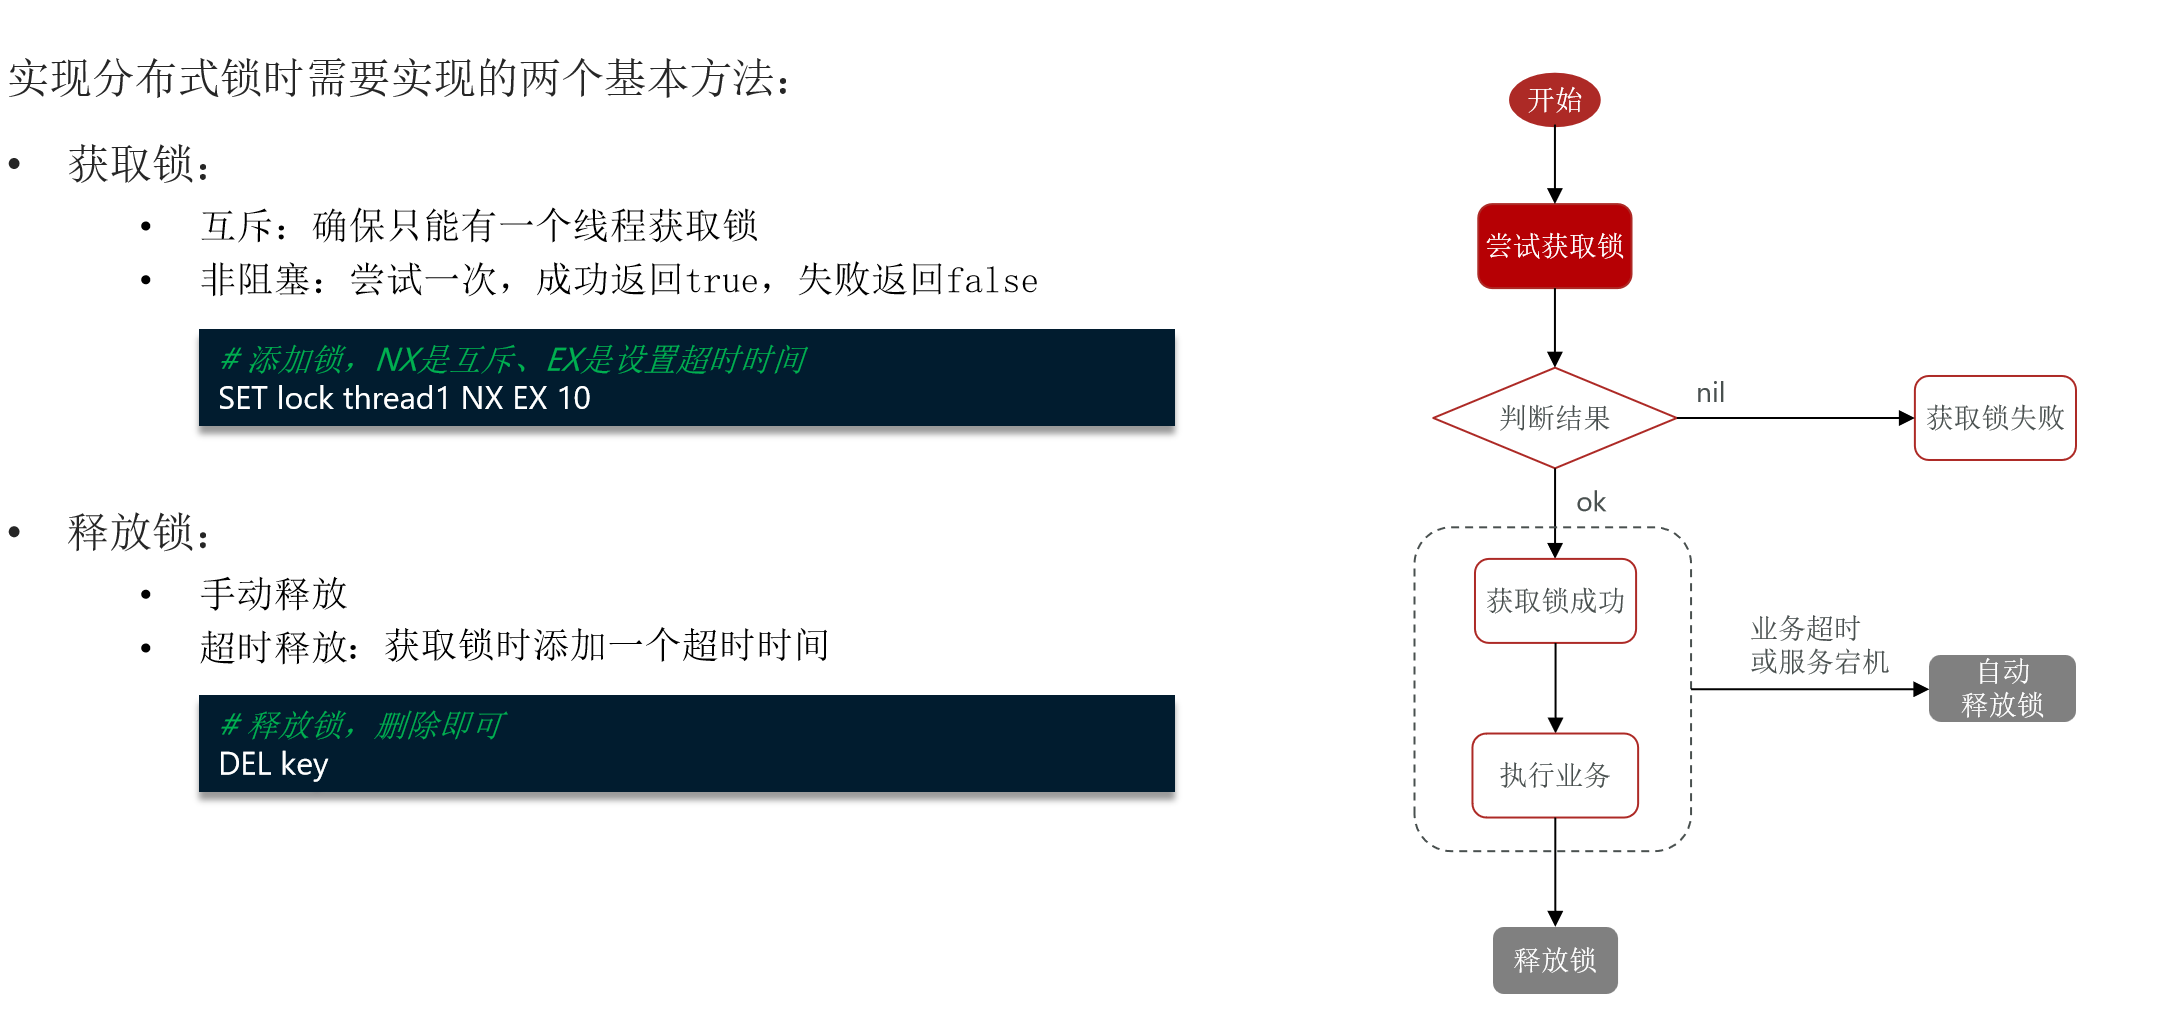 实现分布式锁时需要实现的两个基本方法：
• 获取锁：
• 互斥：确保只能有一个线程获取锁
• 非阻塞：尝试一次，成功返回true，失败返回false
# 添加锁，NX是互斥、EX是设置超时时间
SET lock thread1 NX EX 10
• 释放锁：
• 手动释放
• 超时释放：获取锁时添加一个超时时间
# 释放锁，删除即可
DEL key
开始
尝试获取锁
判断结果
nil
获取锁失败
ok
获取锁成功
业务超时
或服务宕机
自动
释放锁
执行业务
释放锁